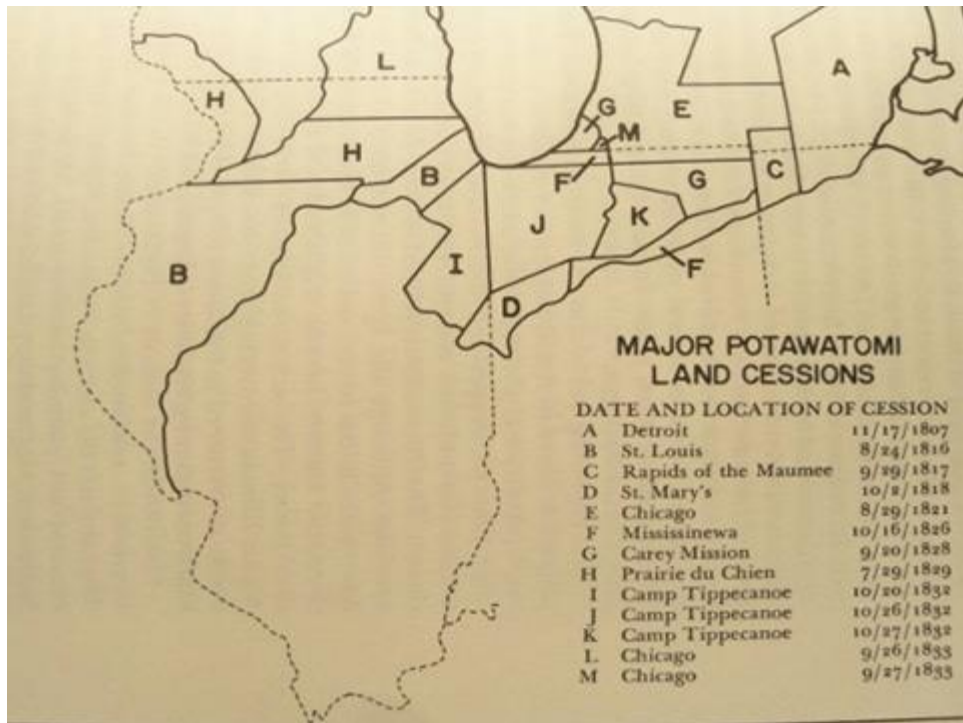 L
A
H
G
E
M
H
B
F
G
C
J
K
B
I
F
D
MAJOR POTAWATOMI
LAND CESSIONS
DATE AND LOCATION OF CESSION
A Detroit 11/17/1807
B St. Louis 8/24/1816
C Rapids of the Maumee 9/29/1817
D St. Mary's 10/2/1818
E Chicago 8/29/1821
F Mississinewa 10/16/1826
G Carey Mission 9/20/1828
H Prairie du Chien 7/29/1829
I Camp Tippecanoe 10/20/1832
J Camp Tippecanoe 10/26/1832
K Camp Tippecanoe 10/27/1832
L Chicago 9/26/1833
M Chicago 9/27/1833